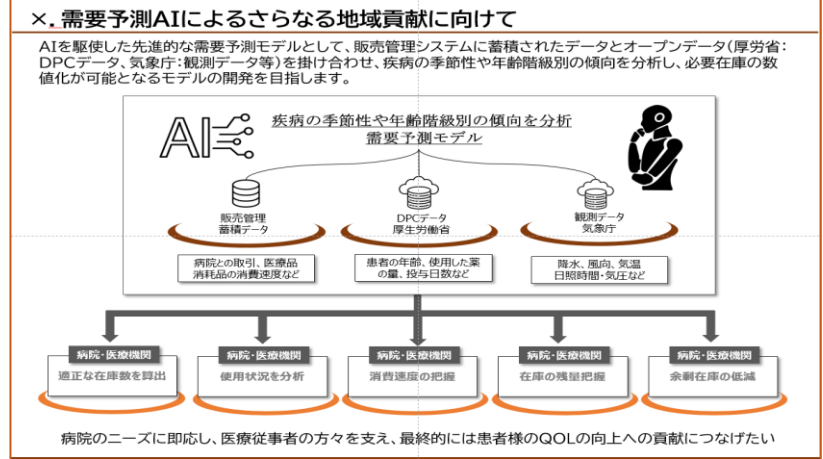 ×. 需要予測AIによるさらなる地域貢献に向けて
AIを駆使した先進的な需要予測モデルとして、販売管理システムに蓄積されたデータとオープンデータ(厚労省:
DPCデータ、気象庁:観測データ等)を掛け合わせ、疾病の季節性や年齢階級別の傾向を分析し、必要在庫の数
値化が可能となるモデルの開発を目指します。
AI
疾病の季節性や年齢階級別の傾向を分析
需要予測モデル
販売管理
蓄積データ
DPCデータ
厚生労働省
観測データ
気象庁
病院との取引、医療品
消耗品の消費速度など
患者の年齢、使用した薬
の量、投与日数など
降水、風向、気温
日照時間・気圧など
病院・医療機関
適正な在庫数を算出
病院・医療機関
使用状況を分析
病院・医療機関
消費速度の把握
病院・医療機関
在庫の残量把握
病院・医療機関
余剰在庫の低減
病院のニーズに即応し、医療従事者の方々を支え、最終的には患者様のQOLの向上への貢献につなげたい